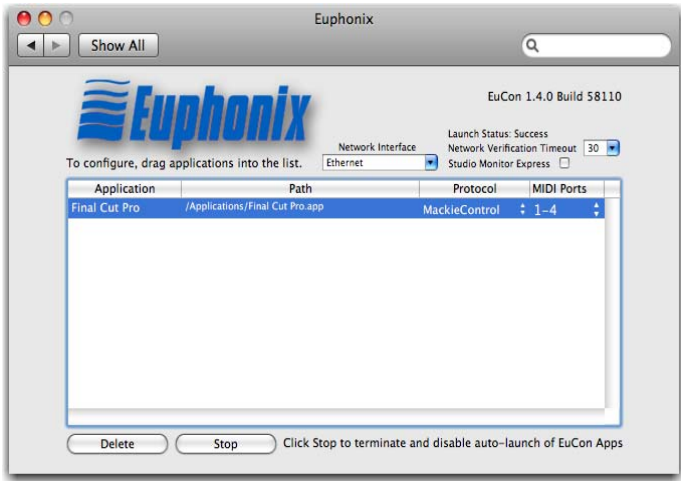 Euphonix
Show All
Euphonix
EuCon 1.4.0 Build 58110
Launch Status: Success
Network Interface
Network Verification Timeout 30
To configure, drag applications into the list.
Ethernet
Studio Monitor Express
Application Path Protocol MIDI Ports
Final Cut Pro /Applications/Final Cut Pro.app MackieControl 1-4
Delete Stop Click Stop to terminate and disable auto-launch of EuCon Apps